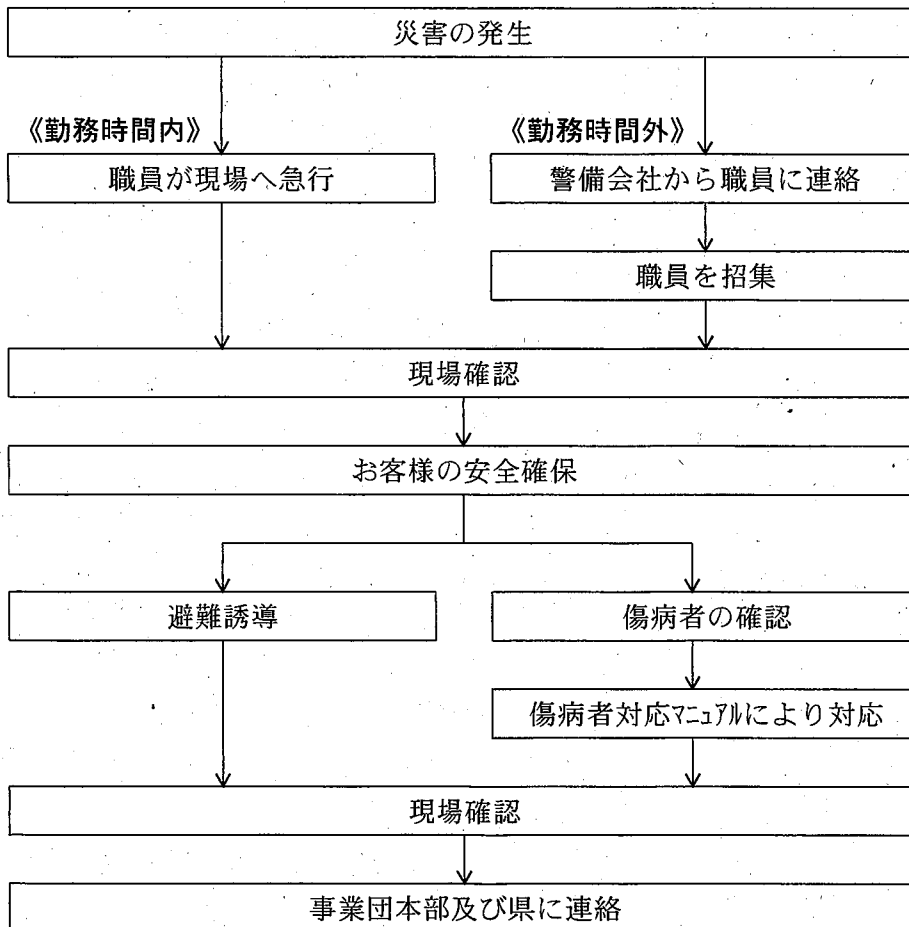 災害の発生
《勤務時間内》
《勤務時間外》
職員が現場へ急行
警備会社から職員に連絡
職員を招集
現場確認
お客様の安全確保
避難誘導
傷病者の確認
傷病者対応ﾏﾆｭｱﾙにより対応
現場確認
事業団本部及び県に連絡